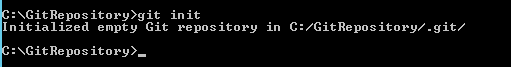 C:\GitRepository>git init
Initialized empty Git repository in C:/GitRepository/.git/
C:\GitRepository>_